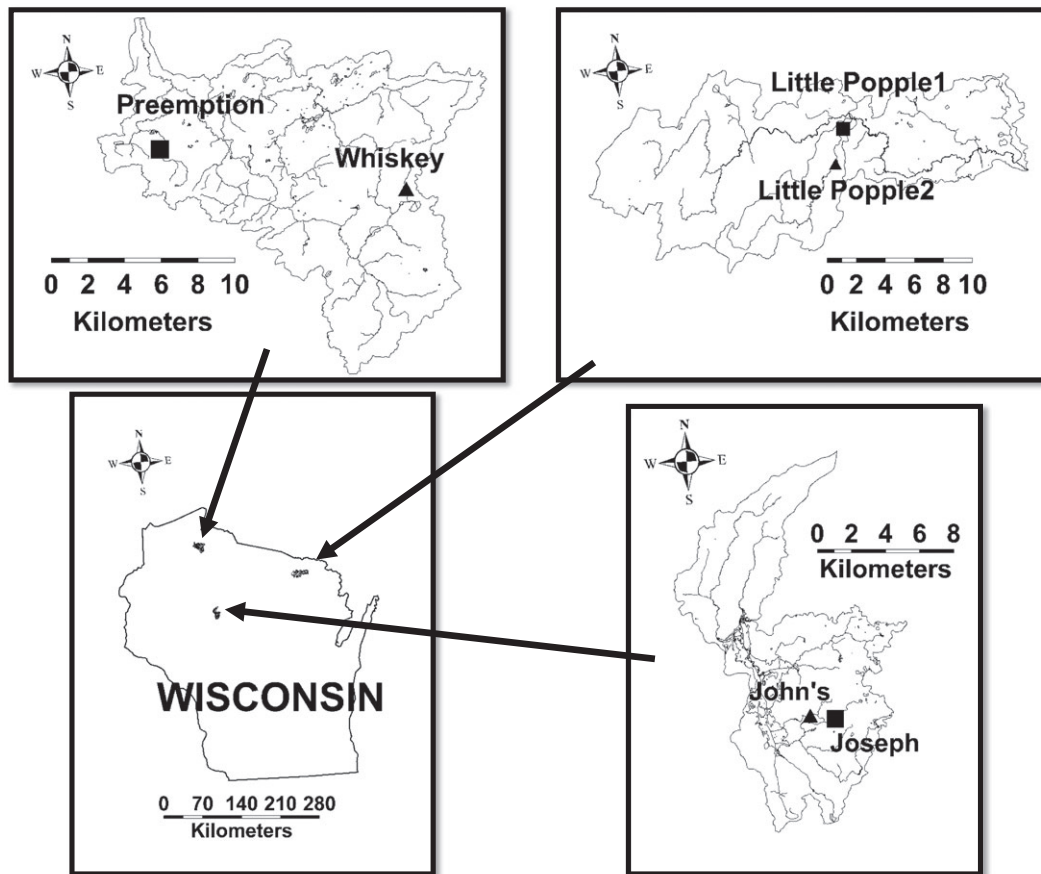 N
W E
S
Preemption
Whiskey
0 2 4 6 8 10
Kilometers
N
W E
S
Little Popple1
Little Popple2
0 2 4 6 8 10
Kilometers
N
W E
S
WISCONSIN
0 70 140 210 280
Kilometers
N
W E
S
0 2 4 6 8
Kilometers
John's
Joseph